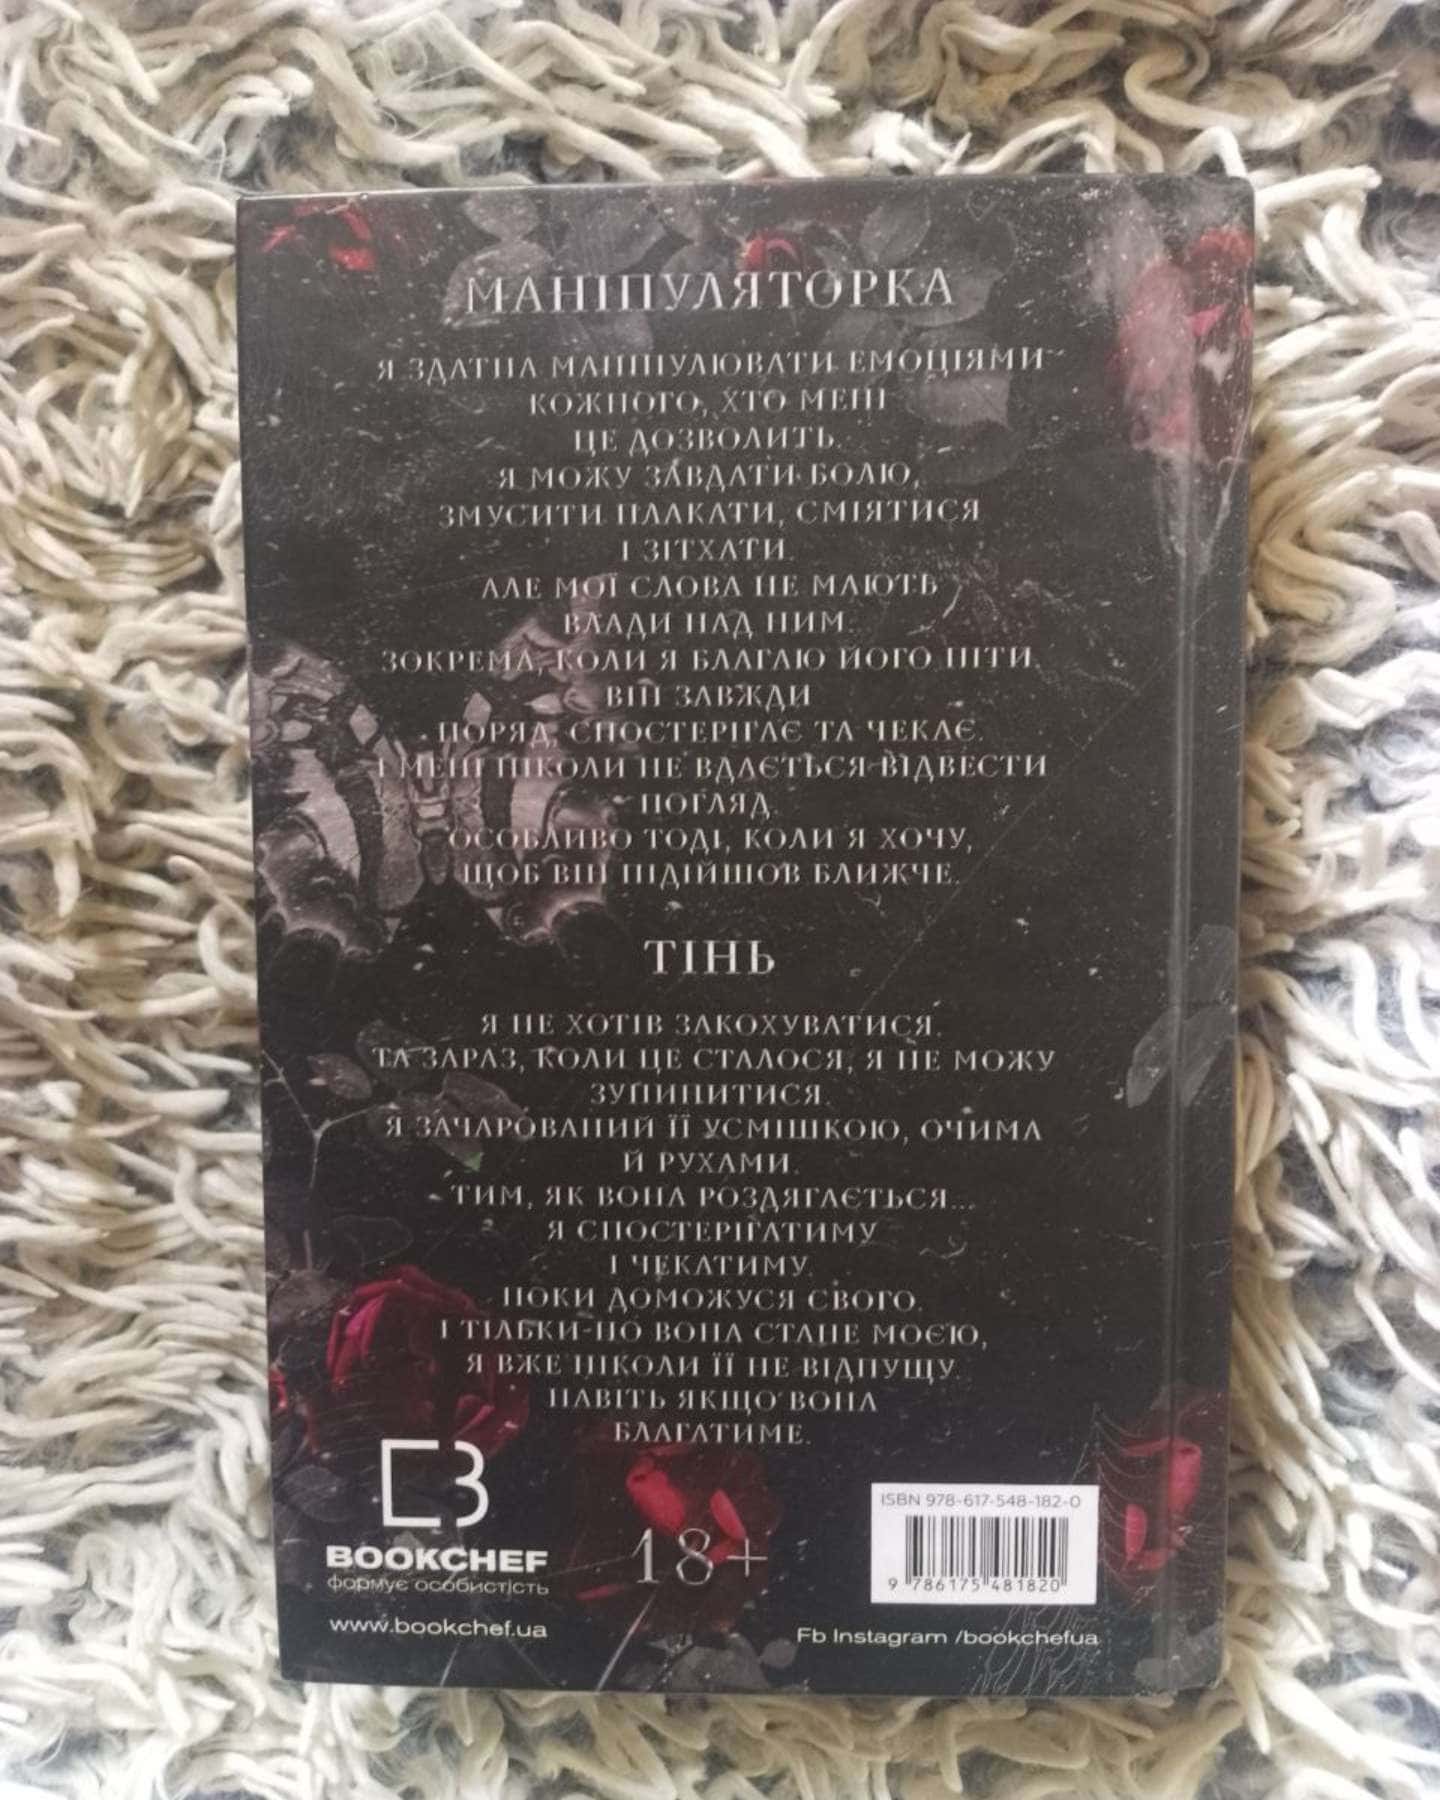 МАНІПУЛЯТОРКА
Я ЗДАТНА МАНІПУЛЮВАТИ ЕМОЦІЯМИ
КОЖНОГО, ХТО МЕНІ
ЦЕ ДОЗВОЛИТЬ.
Я МОЖУ ЗАВДАТИ БОЛЮ,
ЗМУСИТИ ПЛАКАТИ, СМІЯТИСЯ
І ЗІТХАТИ.
АЛЕ МОЇ СЛОВА НЕ МАЮТЬ
ВЛАДИ НАД НИМ.
ЗОКРЕМА, КОЛИ Я БЛАГАЮ ЙОГО ПІТИ.
ВІН ЗАВЖДИ
ПОРЯД, СПОСТЕРІГАЄ ТА ЧЕКАЄ.
І МЕНІ НІКОЛИ НЕ ВДАЄТЬСЯ ВІДВЕСТИ
ПОГЛЯД.
ОСОБЛИВО ТОДІ, КОЛИ Я ХОЧУ,
ЩОБ ВІН ПІДІЙШОВ БЛИЖЧЕ.
ТІНЬ
Я НЕ ХОТІВ ЗАКОХУВАТИСЯ.
ТА ЗАРАЗ, КОЛИ ЦЕ СТАЛОСЯ, Я НЕ МОЖУ
ЗУПИНИТИСЯ.
Я ЗАЧАРОВАНИЙ ЇЇ УСМІШКОЮ, ОЧИМА
Й РУХАМИ.
ТИМ, ЯК ВОНА РОЗДЯГАЄТЬСЯ...
Я СПОСТЕРІГАТИМУ
І ЧЕКАТИМУ.
ПОКИ ДОМОЖУСЯ СВОГО.
І ТІЛЬКИ-НО ВОНА СТАНЕ МОЄЮ,
Я ВЖЕ НІКОЛИ ЇЇ НЕ ВІДПУЩУ.
НАВІТЬ ЯКЩО ВОНА
БЛАГАТИМЕ.
BOOKCHEF
формує особистість
www.bookchef.ua
18+
ISBN 978-617-548-182-0
9 786175 481820
Fb Instagram /bookchefua